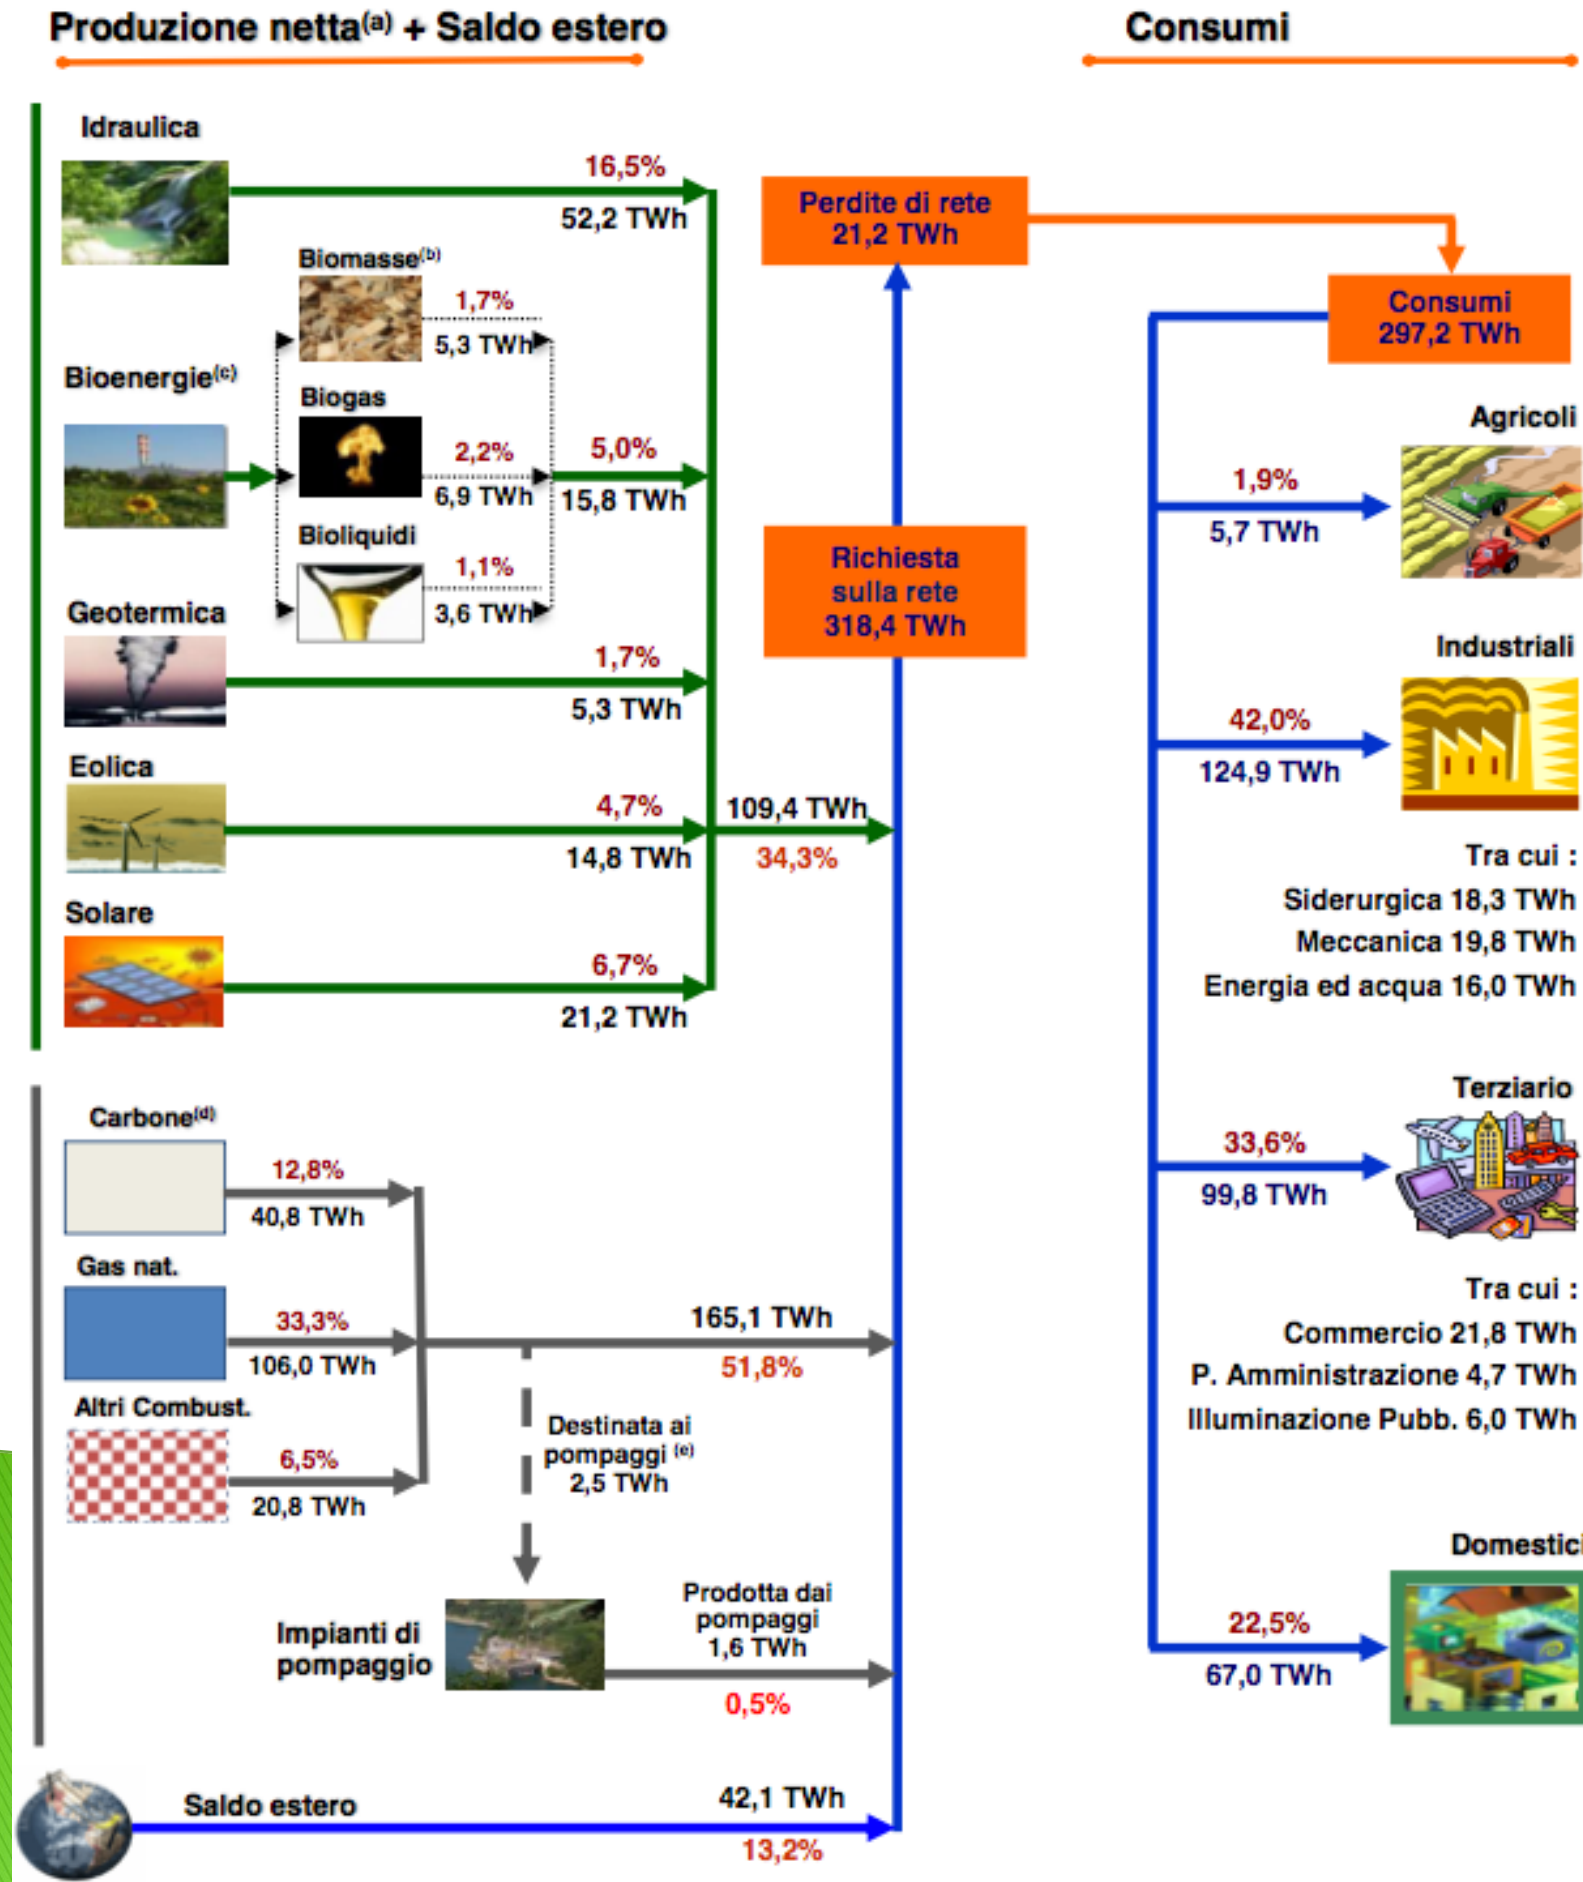 Produzione netta(a) + Saldo estero
Consumi
Idraulica
16,5%
52,2 TWh
Biomasse(b)
1,7%
5,3 TWh
Bioenergie(c)
Biogas
2,2%
6,9 TWh
5,0%
15,8 TWh
Bioliquidi
1,1%
3,6 TWh
Geotermica
1,7%
5,3 TWh
Eolica
4,7%
14,8 TWh
109,4 TWh
34,3%
Solare
6,7%
21,2 TWh
Carbone(d)
12,8%
40,8 TWh
Gas nat.
33,3%
106,0 TWh
165,1 TWh
51,8%
Altri Combust.
6,5%
20,8 TWh
Destinata ai
pompaggi (e)
2,5 TWh
Impianti di
pompaggio
Prodotta dai
pompaggi
1,6 TWh
0,5%
Saldo estero
42,1 TWh
13,2%
Perdite di rete
21,2 TWh
Richiesta
sulla rete
318,4 TWh
Consumi
297,2 TWh
Agricoli
1,9%
5,7 TWh
Industriali
42,0%
124,9 TWh
Tra cui :
Siderurgica 18,3 TWh
Meccanica 19,8 TWh
Energia ed acqua 16,0 TWh
Terziario
33,6%
99,8 TWh
Tra cui :
Commercio 21,8 TWh
P. Amministrazione 4,7 TWh
Illuminazione Pubb. 6,0 TWh
Domestici
22,5%
67,0 TWh